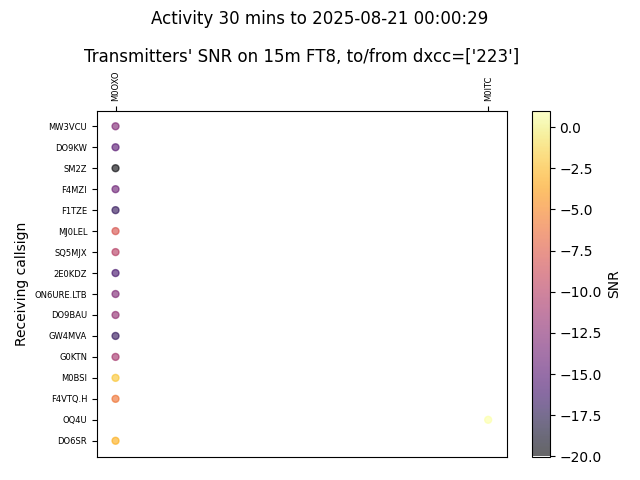 Activity 30 mins to 2025-08-21 00:00:29
Transmitters' SNR on 15m FT8, to/from dxcc=['223']
M0OXO
M0ITC
MW3VCU
DO9KW
SM2Z
F4MZI
F1TZE
MJ0LEL
SQ5MJX
2E0KDZ
ON6URE.LTB
DO9BAU
GW4MVA
G0KTN
M0BSI
F4VTQ.H
OQ4U
DO6SR
Receiving callsign
0.0
−2.5
−5.0
−7.5
−10.0
−12.5
−15.0
−17.5
−20.0
SNR